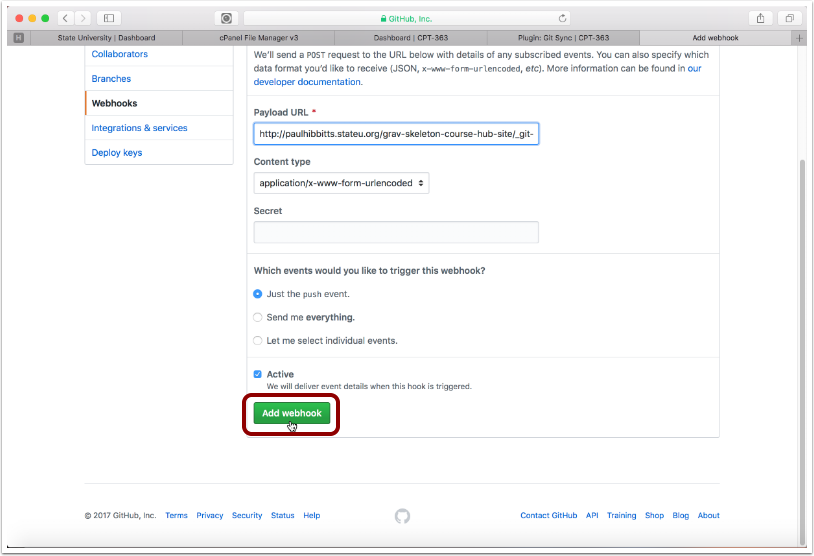 GitHub, Inc.
H
State University | Dashboard
cPanel File Manager v3
Dashboard | CPT-363
Plugin: Git Sync | CPT-363
Add webhook
Collaborators
Branches
Webhooks
Integrations & services
Deploy keys
We'll send a POST request to the URL below with details of any subscribed events. You can also specify which
data format you'd like to receive (JSON, x-www-form-urlencoded, etc). More information can be found in our
developer documentation.
Payload URL *
http://paulhibbitts.stateu.org/grav-skeleton-course-hub-site/_git-
Content type
application/x-www-form-urlencoded
Secret
Which events would you like to trigger this webhook?
Just the push event.
Send me everything.
Let me select individual events.
Active
We will deliver event details when this hook is triggered.
Add webhook
© 2017 GitHub, Inc. Terms Privacy Security Status Help
Contact GitHub API Training Shop Blog About